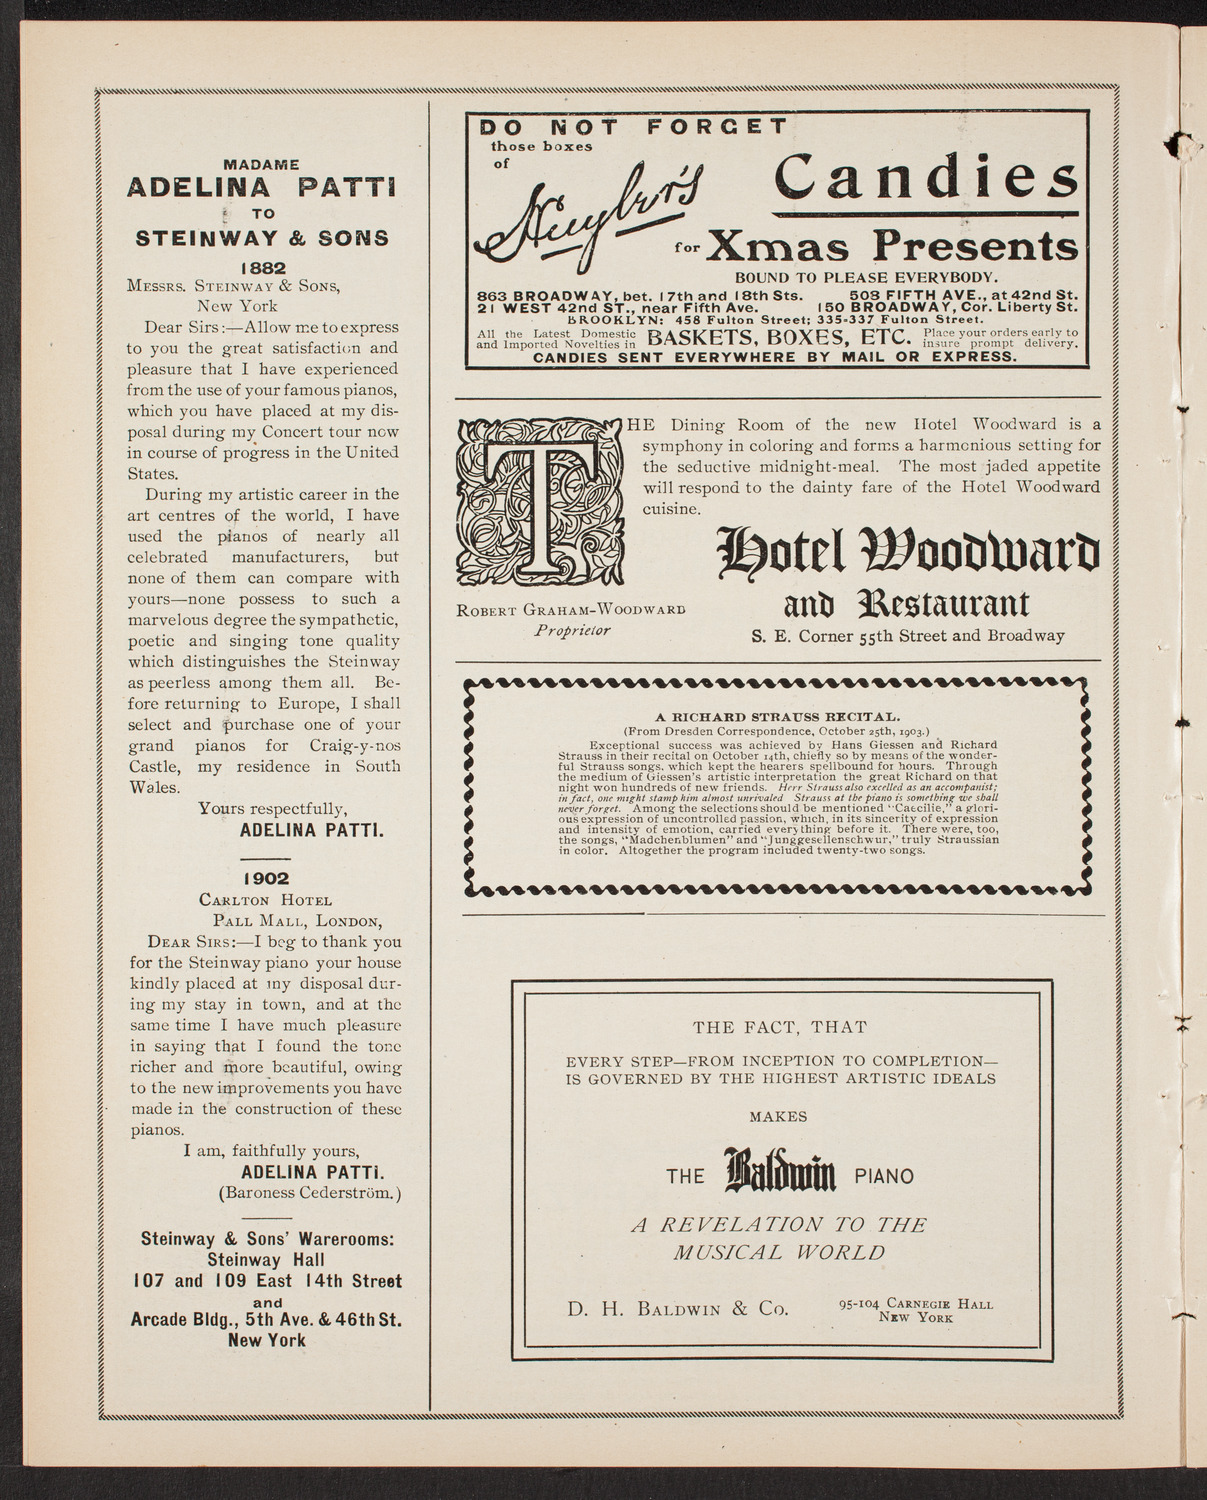 MADAME
ADELINA PATTI
TO
STEINWAY & SONS
1882
MESSRS. STEINWAY & SONS,
New York
Dear Sirs:—Allow me to express
to you the great satisfaction and
pleasure that I have experienced
from the use of your famous pianos,
which you have placed at my dis-
posal during my Concert tour now
in course of progress in the United
States.
During my artistic career in the
art centres of the world, I have
used the pianos of nearly all
celebrated manufacturers, but
none of them can compare with
yours—none possess to such a
marvelous degree the sympathetic,
poetic and singing tone quality
which distinguishes the Steinway
as peerless among them all. Be-
fore returning to Europe, I shall
select and purchase one of your
grand pianos for Craig-y-nos
Castle, my residence in South
Wales.
Yours respectfully,
ADELINA PATTI.
1902
CARLTON HOTEL
PALL MALL, LONDON,
DEAR SIRS:—I beg to thank you
for the Steinway piano your house
kindly placed at my disposal dur-
ing my stay in town, and at the
same time I have much pleasure
in saying that I found the tone
richer and more beautiful, owing
to the new improvements you have
made in the construction of these
pianos.
I am, faithfully yours,
ADELINA PATTI.
(Baroness Cederström.)
Steinway & Sons' Warerooms:
Steinway Hall
107 and 109 East 14th Street
and
Arcade Bldg., 5th Ave. & 46th St.
New York
DO NOT FORGET
those boxes
of
Huyler's Candies
for Xmas Presents
BOUND TO PLEASE EVERYBODY.
863 BROADWAY, bet. 17th and 18th Sts. 508 FIFTH AVE., at 42nd St.
21 WEST 42nd ST., near Fifth Ave. 150 BROADWAY, Cor. Liberty St.
BROOKLYN: 458 Fulton Street; 335-337 Fulton Street.
All the Latest Domestic and Imported Novelties in BASKETS, BOXES, ETC. Place your orders early to insure prompt delivery.
CANDIES SENT EVERYWHERE BY MAIL OR EXPRESS.
THE Dining Room of the new Hotel Woodward is a
symphony in coloring and forms a harmonious setting for
the seductive midnight-meal. The most jaded appetite
will respond to the dainty fare of the Hotel Woodward
cuisine.
Hotel Woodward
and Restaurant
ROBERT GRAHAM-WOODWARD
Proprietor
S. E. Corner 55th Street and Broadway
A RICHARD STRAUSS RECITAL.
(From Dresden Correspondence, October 25th, 1903.)
Exceptional success was achieved by Hans Giessen and Richard
Strauss in their recital on October 14th, chiefly so by means of the wonder-
ful Strauss songs, which kept the hearers spellbound for hours. Through
the medium of Giessen's artistic interpretation the great Richard on that
night won hundreds of new friends. Herr Strauss also excelled as an accompanist;
in fact, one might stamp him almost unrivaled Strauss at the piano is something we shall
never forget. Among the selections should be mentioned "Caecilie," a glori-
ous expression of uncontrolled passion, which, in its sincerity of expression
and intensity of emotion, carried everything before it. There were, too,
the songs, "Madchenblumen" and "Junggesellenschwur," truly Straussian
in color. Altogether the program included twenty-two songs.
THE FACT, THAT
EVERY STEP—FROM INCEPTION TO COMPLETION—
IS GOVERNED BY THE HIGHEST ARTISTIC IDEALS
MAKES
THE Baldwin PIANO
A REVELATION TO THE
MUSICAL WORLD
D. H. BALDWIN & CO. 95-104 CARNEGIE HALL
NEW YORK